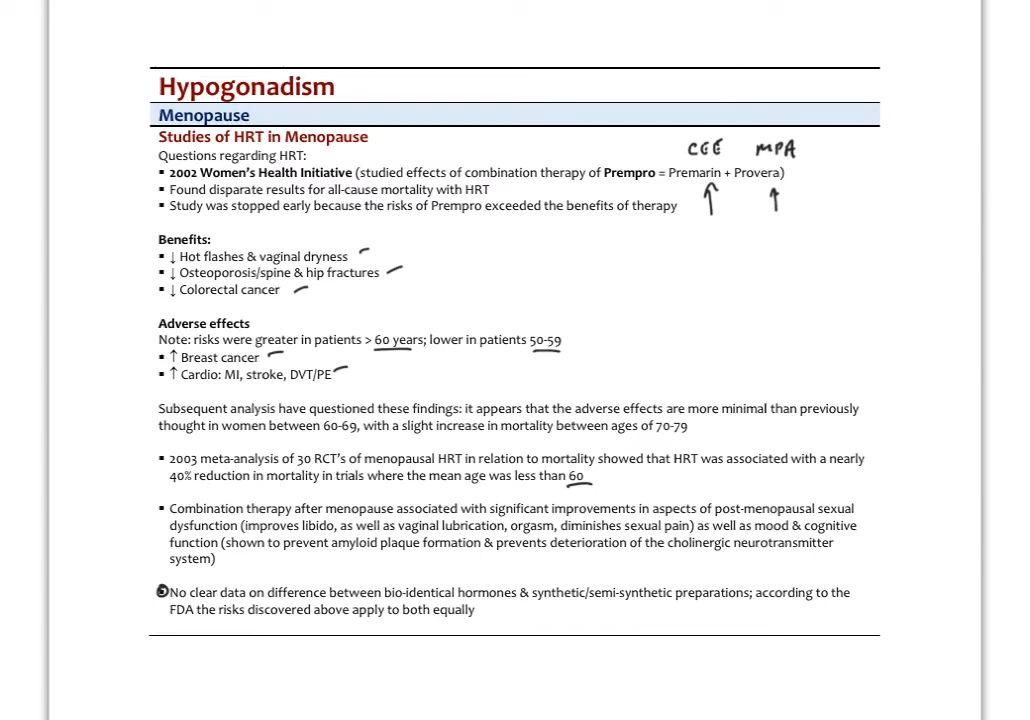 Hypogonadism
Menopause
Studies of HRT in Menopause
CEE MPA
Questions regarding HRT:
▪ 2002 Women's Health Initiative (studied effects of combination therapy of Prempro = Premarin + Provera)
▪ Found disparate results for all-cause mortality with HRT
▪ Study was stopped early because the risks of Prempro exceeded the benefits of therapy
Benefits:
▪ ↓ Hot flashes & vaginal dryness
▪ ↓ Osteoporosis/spine & hip fractures
▪ ↓ Colorectal cancer
Adverse effects
Note: risks were greater in patients > 60 years; lower in patients 50-59
▪ ↑ Breast cancer
▪ ↑ Cardio: MI, stroke, DVT/PE
Subsequent analysis have questioned these findings: it appears that the adverse effects are more minimal than previously
thought in women between 60-69, with a slight increase in mortality between ages of 70-79
▪ 2003 meta-analysis of 30 RCT's of menopausal HRT in relation to mortality showed that HRT was associated with a nearly
40% reduction in mortality in trials where the mean age was less than 60
▪ Combination therapy after menopause associated with significant improvements in aspects of post-menopausal sexual
dysfunction (improves libido, as well as vaginal lubrication, orgasm, diminishes sexual pain) as well as mood & cognitive
function (shown to prevent amyloid plaque formation & prevents deterioration of the cholinergic neurotransmitter
system)
No clear data on difference between bio-identical hormones & synthetic/semi-synthetic preparations; according to the
FDA the risks discovered above apply to both equally